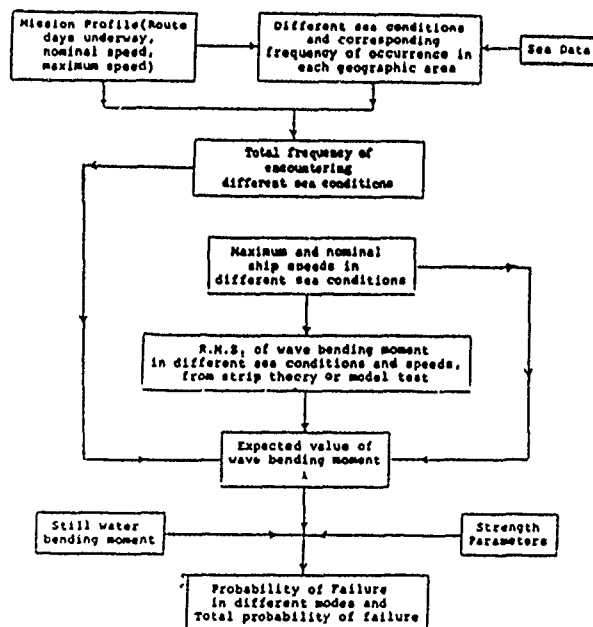 Mission Profile(Route
days underway,
nominal speed,
maximum speed)
Different sea conditions
and corresponding
frequency of occurrence in
each geographic area
Sea Data
Total frequency of
encountering
different sea conditions
Maximum and nominal
ship speeds in
different sea conditions
R.M.S. of wave bending moment
in different sea conditions and speeds,
from strip theory or model test
Expected value of
wave bending moment
λ
Still water
bending moment
Strength
Parameters
Probability of Failure
in different modes and
Total probability of failure